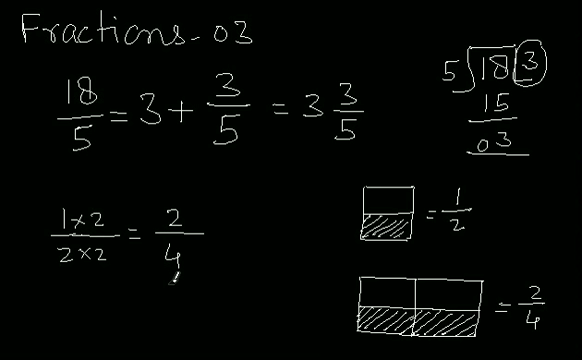 Fractions-03
18/5 = 3 + 3/5 = 3 3/5
5) 18 (3
15
03
1×2/2×2 = 2/4
= 1/2
= 2/4